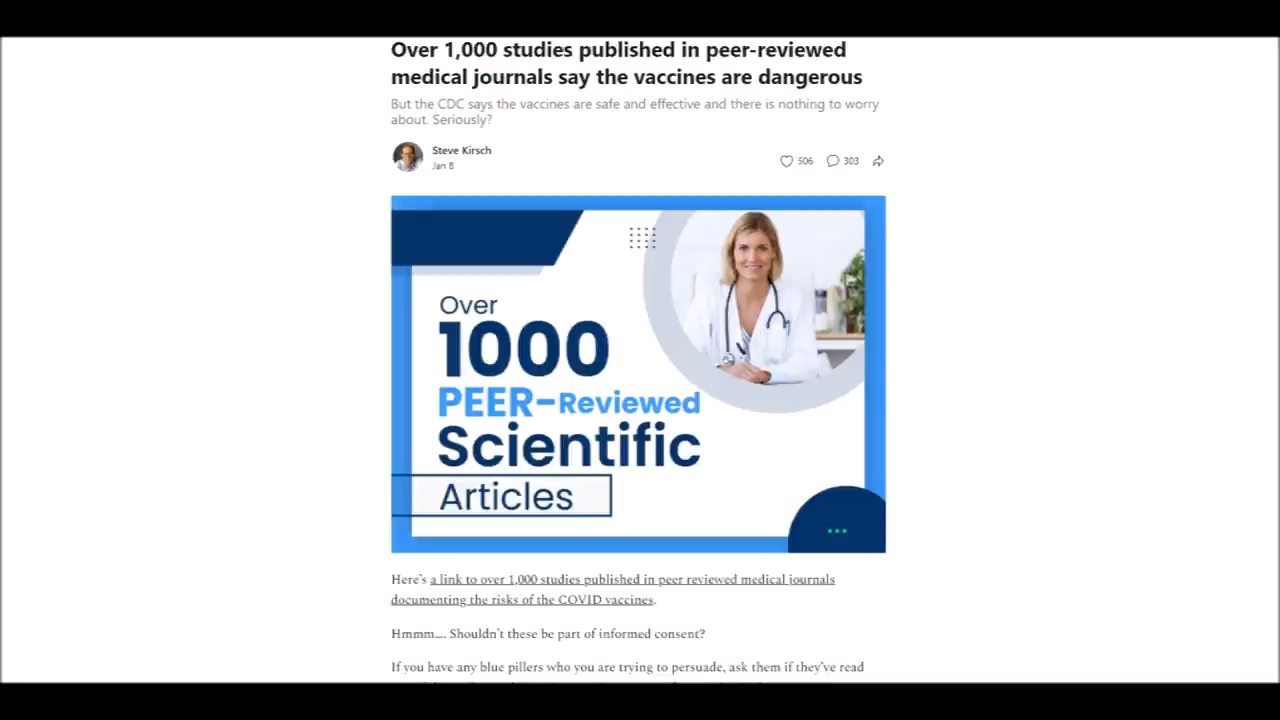 Over 1,000 studies published in peer-reviewed
medical journals say the vaccines are dangerous
But the CDC says the vaccines are safe and effective and there is nothing to worry
about. Seriously?
Steve Kirsch
Jan 8
506
303
Over
1000
PEER-Reviewed
Scientific
Articles
Here's a link to over 1,000 studies published in peer reviewed medical journals
documenting the risks of the COVID vaccines.
Hmmm.... Shouldn't these be part of informed consent?
If you have any blue pillers who you are trying to persuade, ask them if they've read